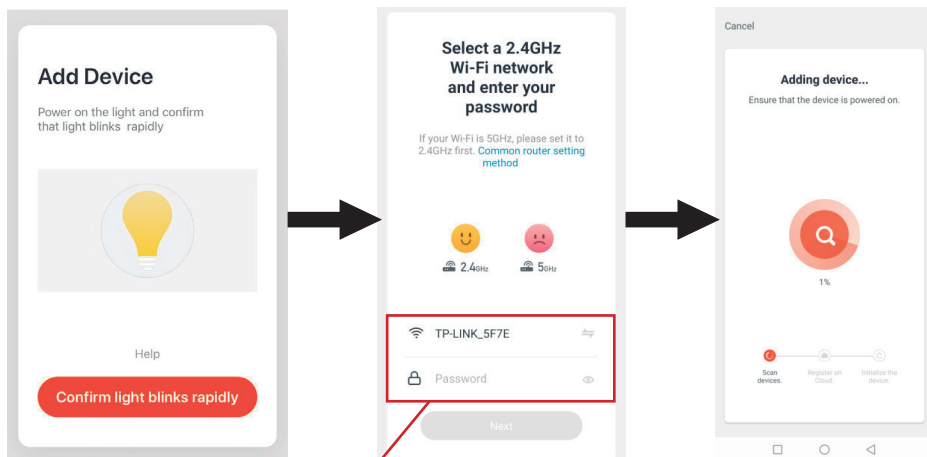 Add Device
Power on the light and confirm
that light blinks rapidly
Help
Confirm light blinks rapidly
Select a 2.4GHz
Wi-Fi network
and enter your
password
If your Wi-Fi is 5GHz, please set it to
2.4GHz first. Common router setting
method
2.4GHz
5GHz
TP-LINK_5F7E
Password
Next
Cancel
Adding device...
Ensure that the device is powered on.
1%
Scan
devices.
Register on
Cloud.
Initialize the
device.